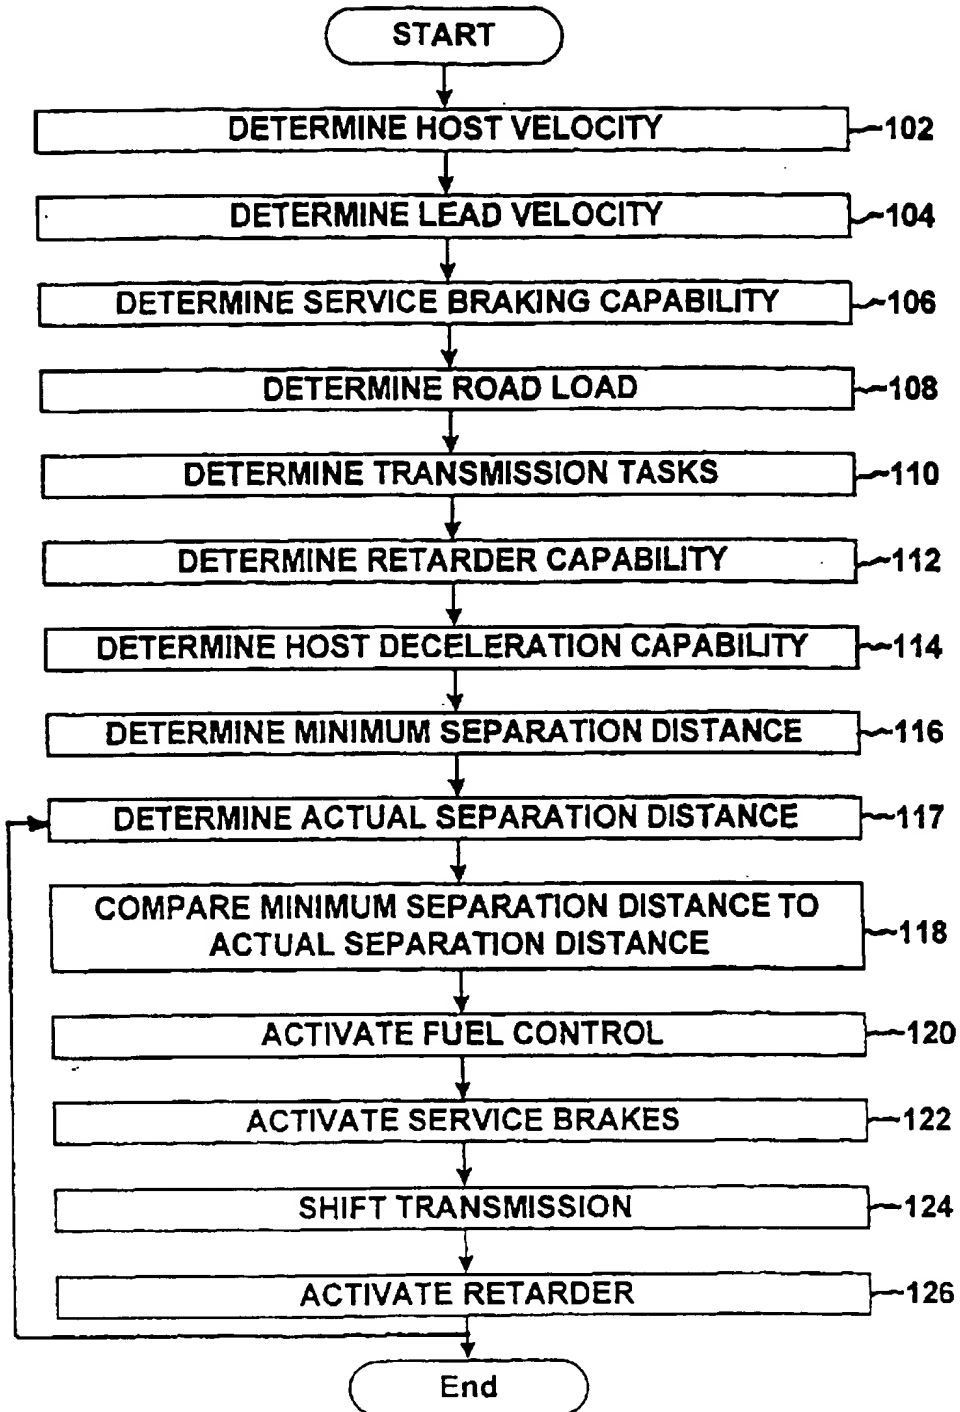 START
DETERMINE HOST VELOCITY 102
DETERMINE LEAD VELOCITY 104
DETERMINE SERVICE BRAKING CAPABILITY 106
DETERMINE ROAD LOAD 108
DETERMINE TRANSMISSION TASKS 110
DETERMINE RETARDER CAPABILITY 112
DETERMINE HOST DECELERATION CAPABILITY 114
DETERMINE MINIMUM SEPARATION DISTANCE 116
DETERMINE ACTUAL SEPARATION DISTANCE 117
COMPARE MINIMUM SEPARATION DISTANCE TO
ACTUAL SEPARATION DISTANCE 118
ACTIVATE FUEL CONTROL 120
ACTIVATE SERVICE BRAKES 122
SHIFT TRANSMISSION 124
ACTIVATE RETARDER 126
End